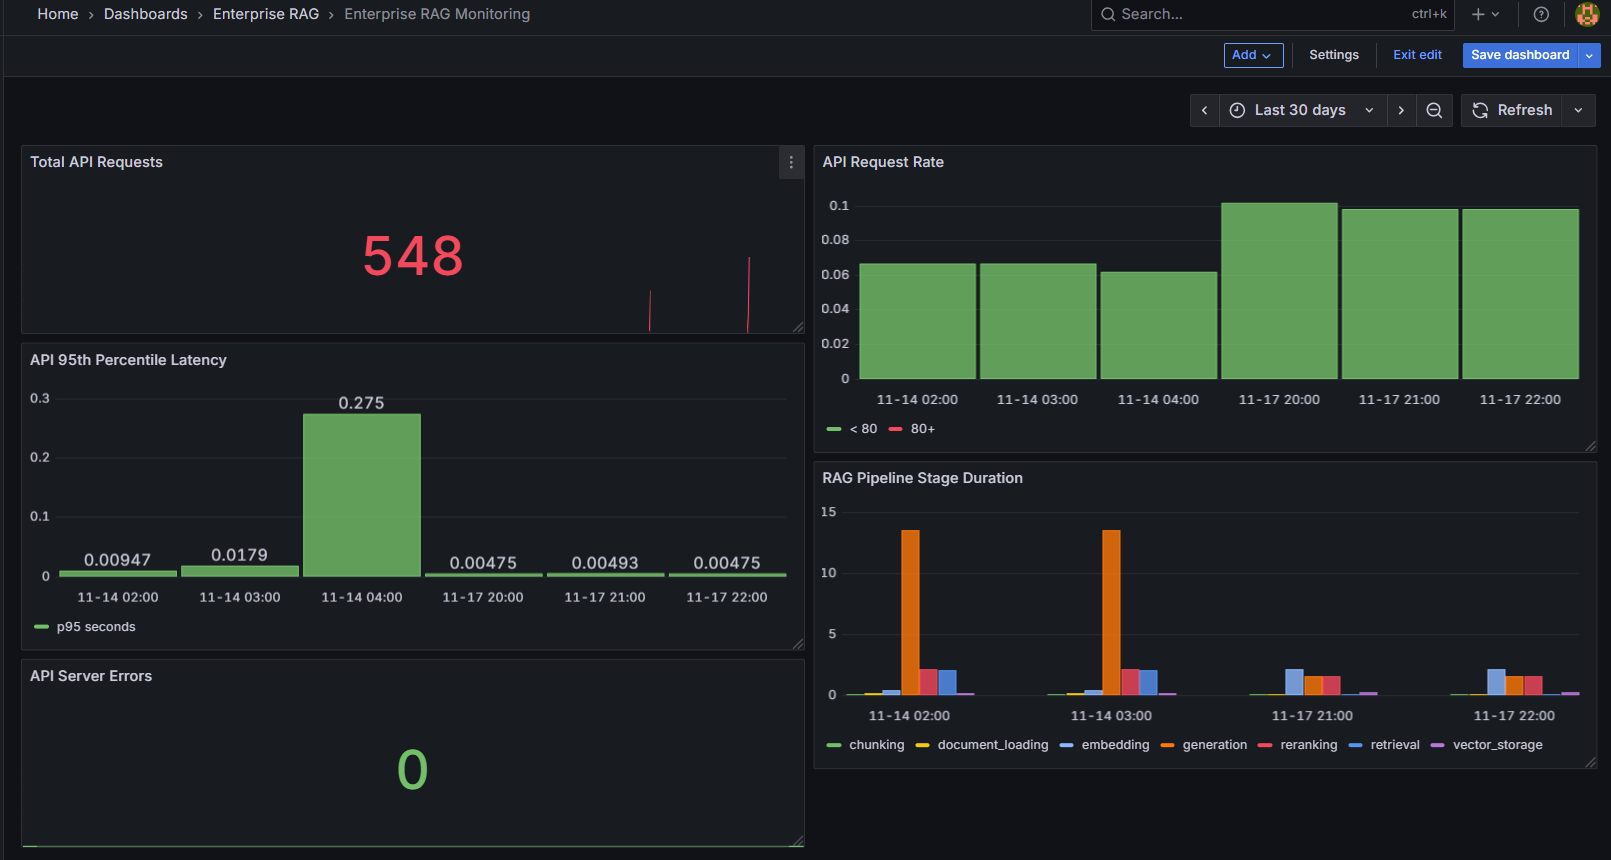 Home › Dashboards › Enterprise RAG › Enterprise RAG Monitoring
Search... ctrl+k
Add Settings Exit edit Save dashboard
Last 30 days Refresh
Total API Requests
548
API Request Rate
0.1
0.08
0.06
0.04
0.02
0
11-14 02:00 11-14 03:00 11-14 04:00 11-17 20:00 11-17 21:00 11-17 22:00
< 80 80+
API 95th Percentile Latency
0.3
0.2
0.1
0
0.00947 0.0179 0.275 0.00475 0.00493 0.00475
11-14 02:00 11-14 03:00 11-14 04:00 11-17 20:00 11-17 21:00 11-17 22:00
p95 seconds
RAG Pipeline Stage Duration
15
10
5
0
11-14 02:00 11-14 03:00 11-17 21:00 11-17 22:00
chunking document_loading embedding generation reranking retrieval vector_storage
API Server Errors
0